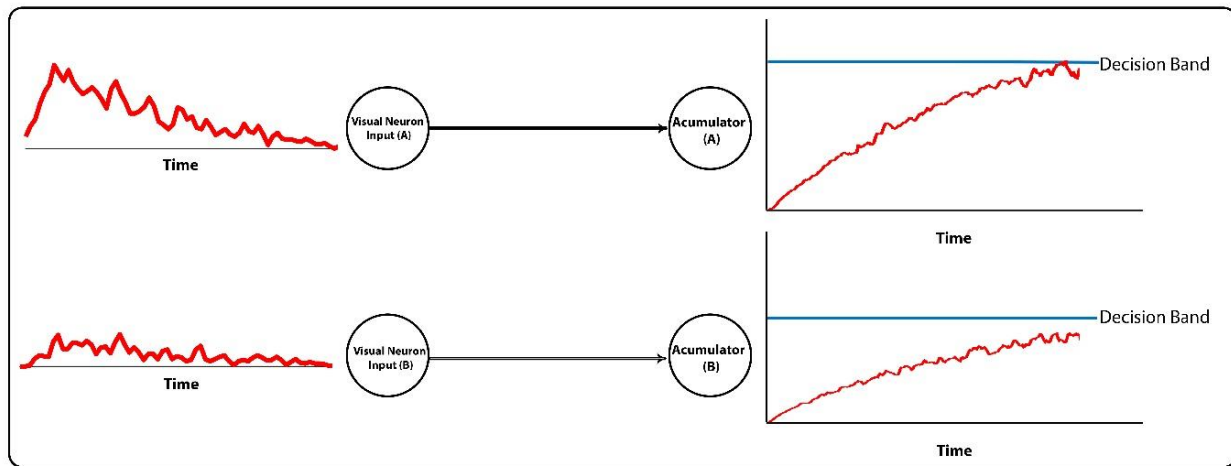 Time
Visual Neuron
Input (A)
Acumulator
(A)
Decision Band
Time
Time
Visual Neuron
Input (B)
Acumulator
(B)
Decision Band
Time